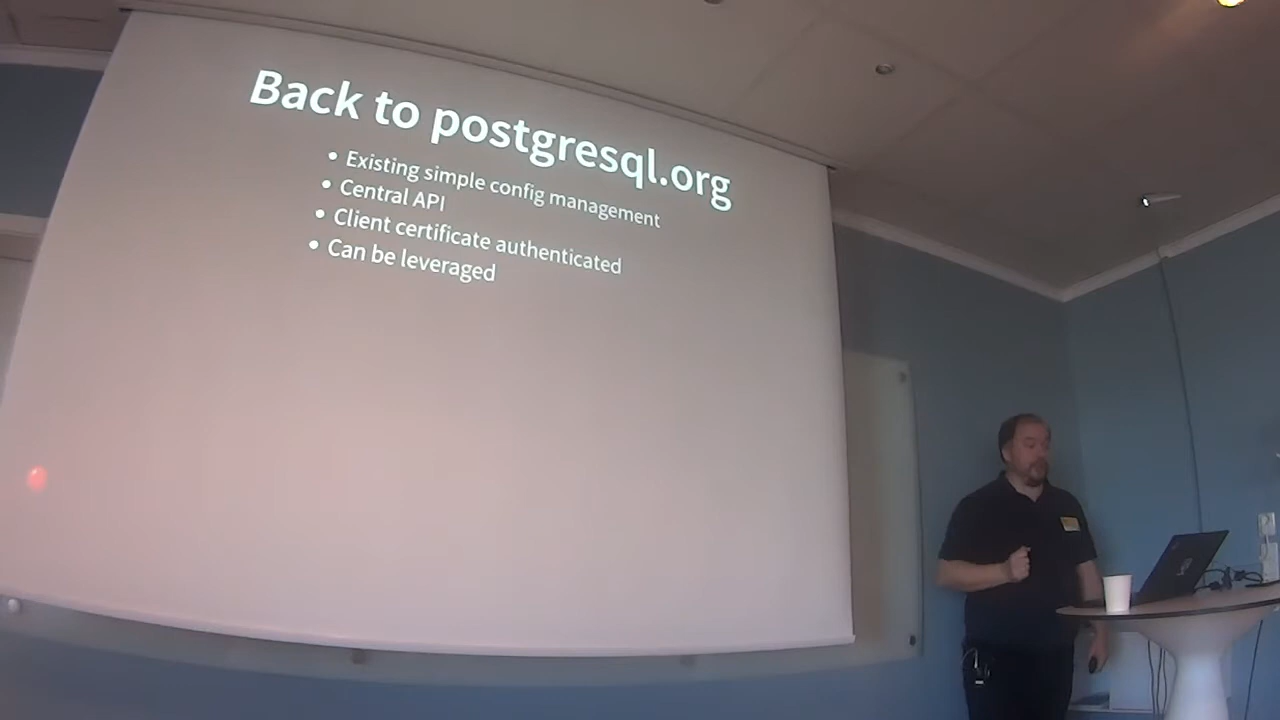 Back to postgresql.org
• Existing simple config management
• Central API
• Client certificate authenticated
• Can be leveraged